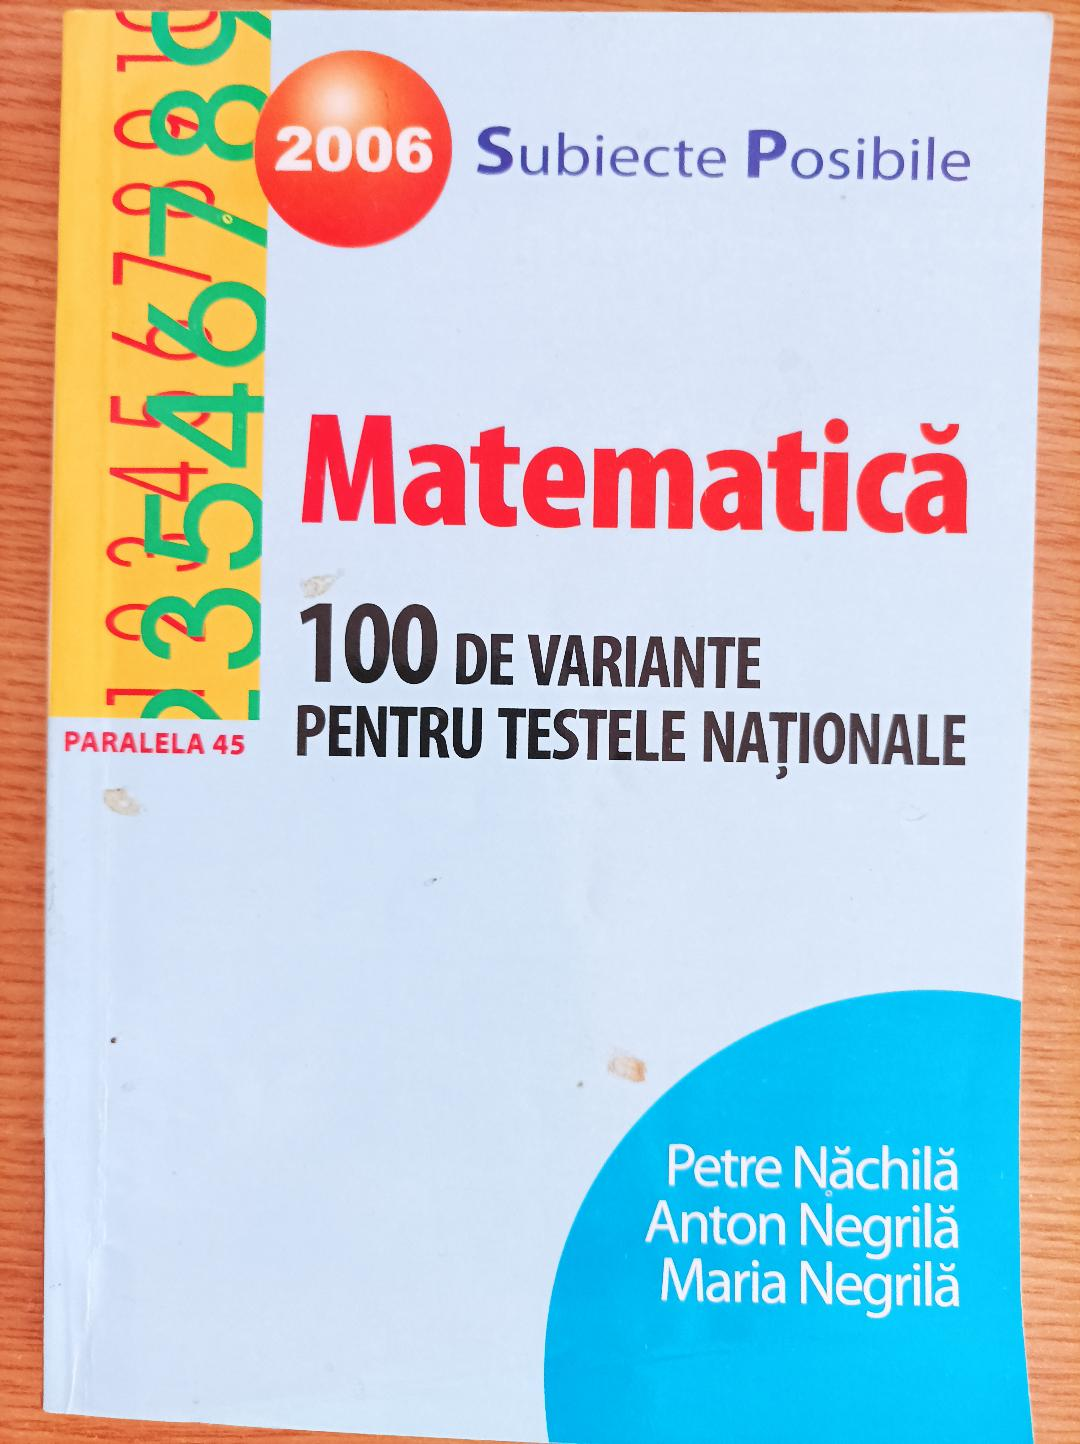 2006
Subiecte Posibile
Matematică
100 DE VARIANTE
PENTRU TESTELE NAȚIONALE
PARALELA 45
Petre Năchilă
Anton Negrilă
Maria Negrilă